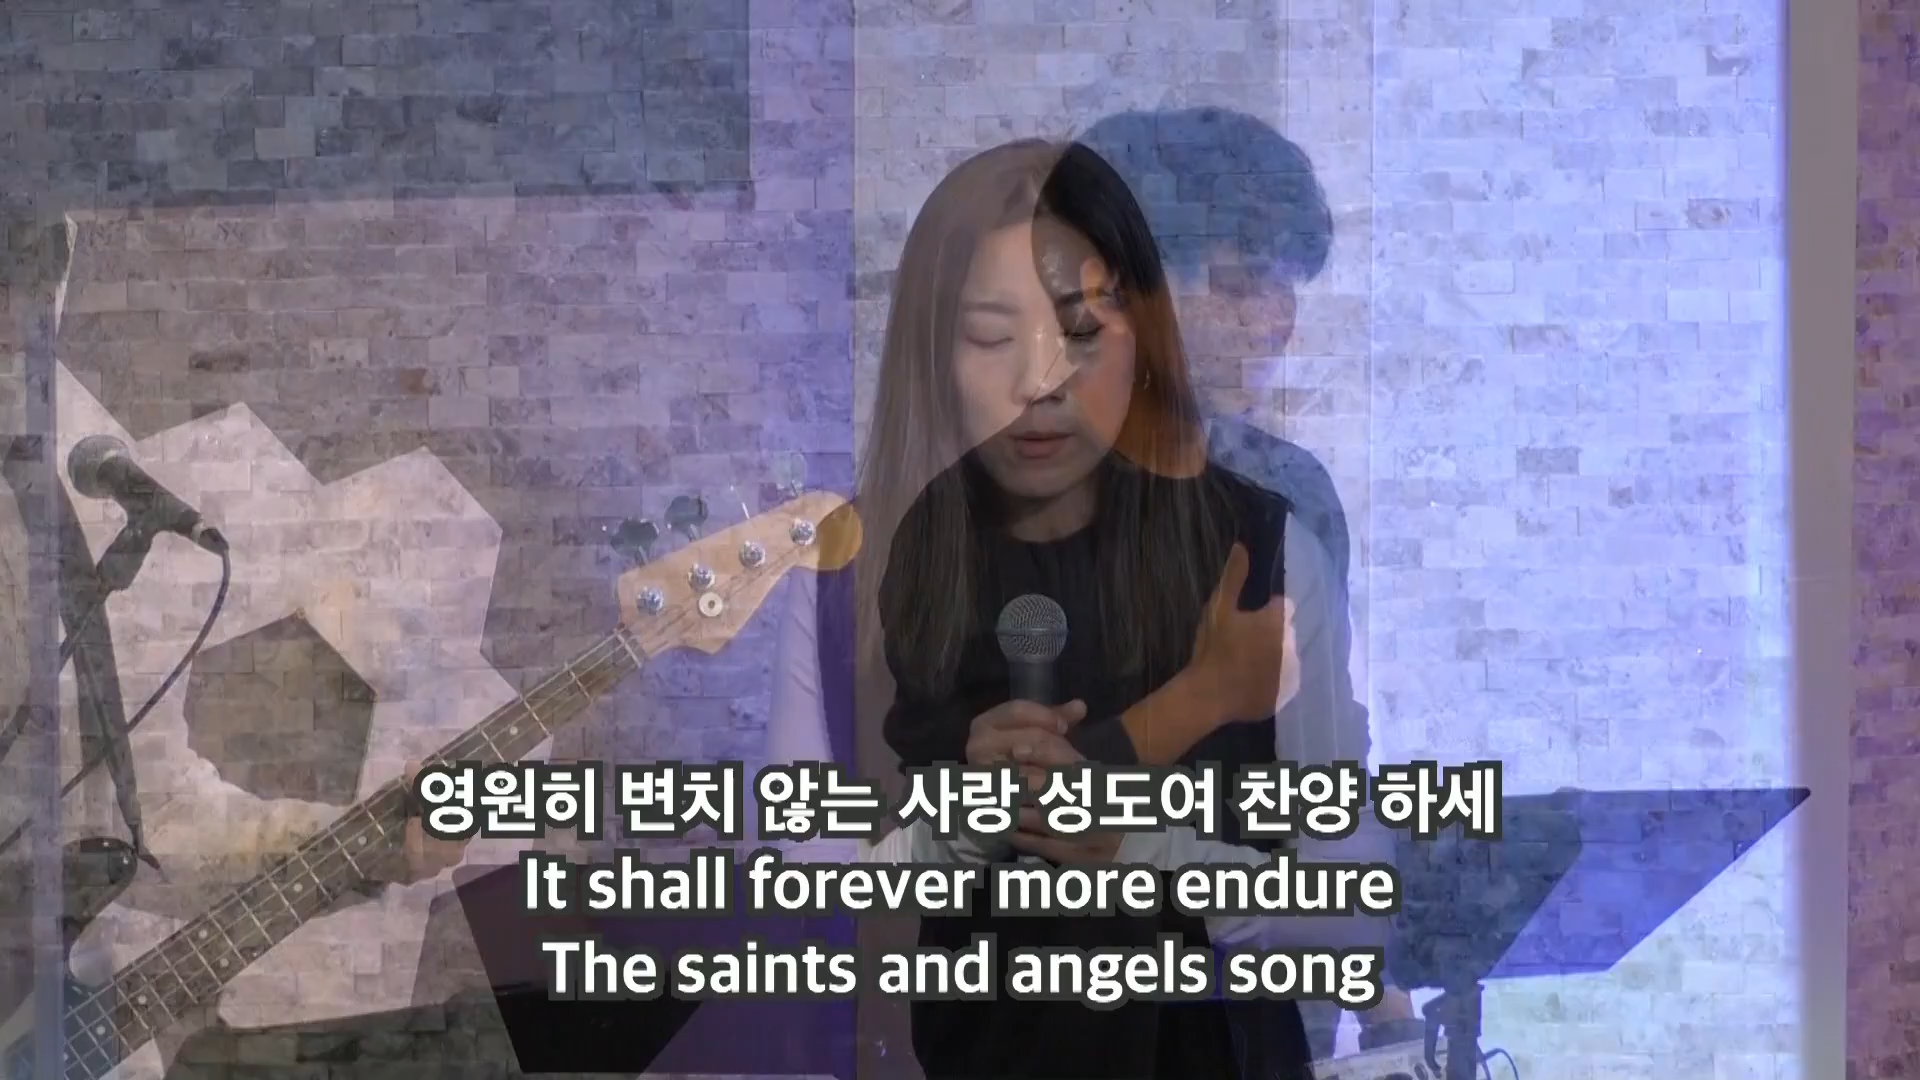 영원히 변치 않는 사랑 성도여 찬양 하세
It shall forever more endure
The saints and angels song